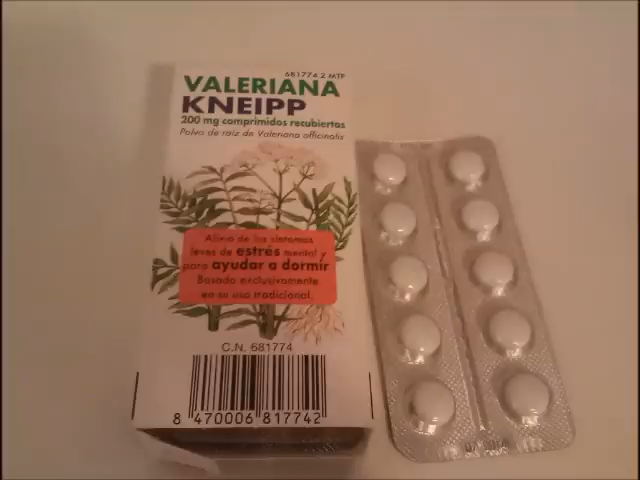 681774.2 MTP
VALERIANA
KNEIPP
200 mg comprimidos recubiertos
Polvo de raíz de Valeriana officinalis
Alivio de los síntomas
leves de estrés mental y
para ayudar a dormir
Basado exclusivamente
en su uso tradicional.
C.N. 681774
8 470006 817742